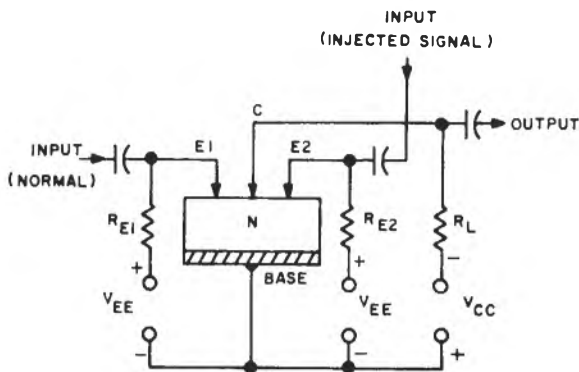 INPUT
(INJECTED SIGNAL)
C
OUTPUT
INPUT
(NORMAL)
E1
E2
N
RE1
RE2
RL
BASE
+
+
-
VEE
VEE
VCC
-
-
+